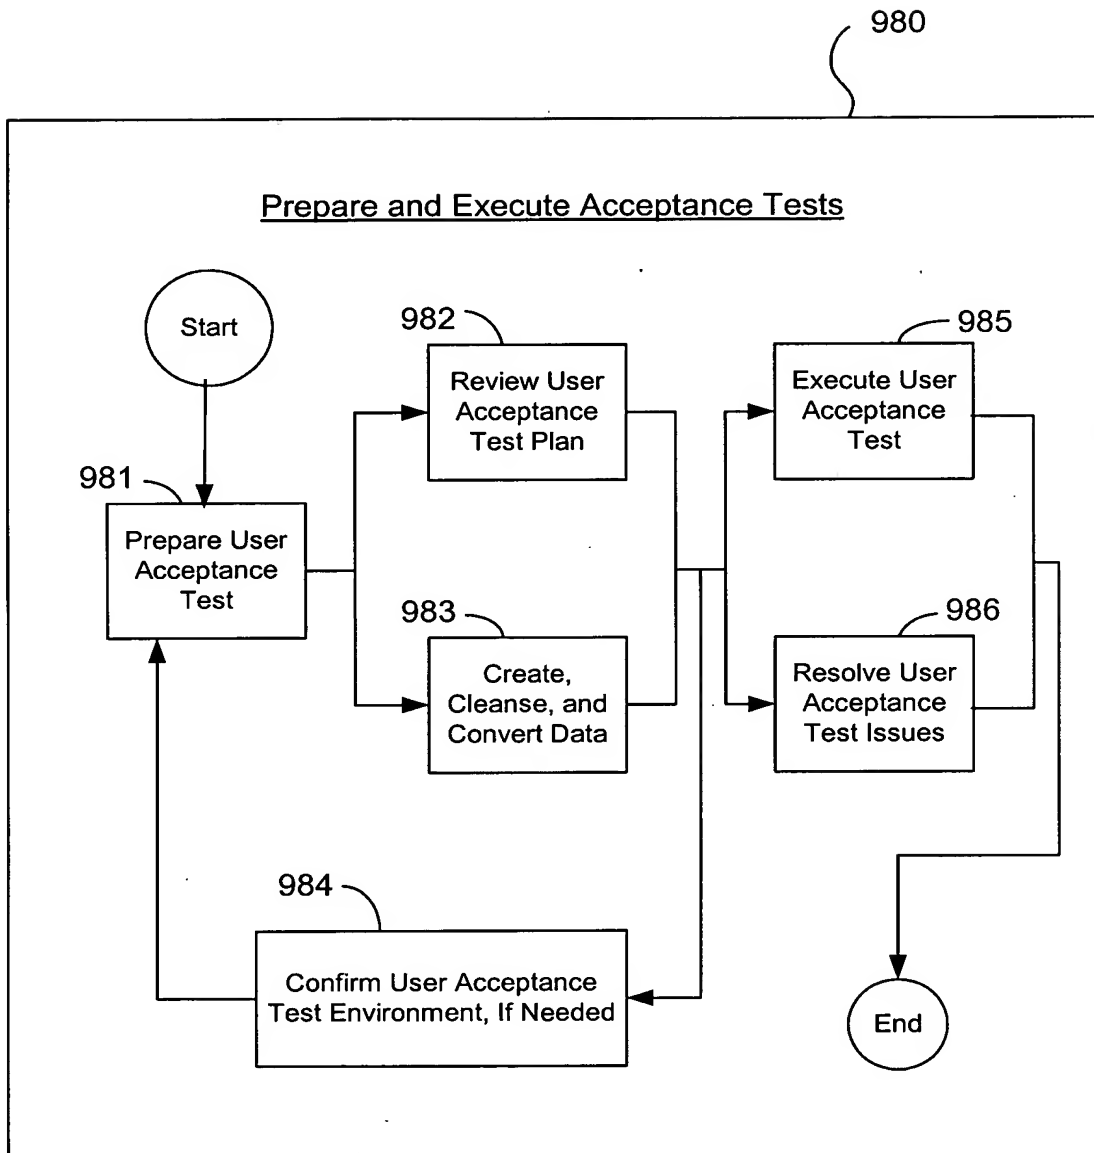 980
Prepare and Execute Acceptance Tests
Start
981
Prepare User
Acceptance
Test
982
Review User
Acceptance
Test Plan
983
Create,
Cleanse, and
Convert Data
984
Confirm User Acceptance
Test Environment, If Needed
985
Execute User
Acceptance
Test
986
Resolve User
Acceptance
Test Issues
End